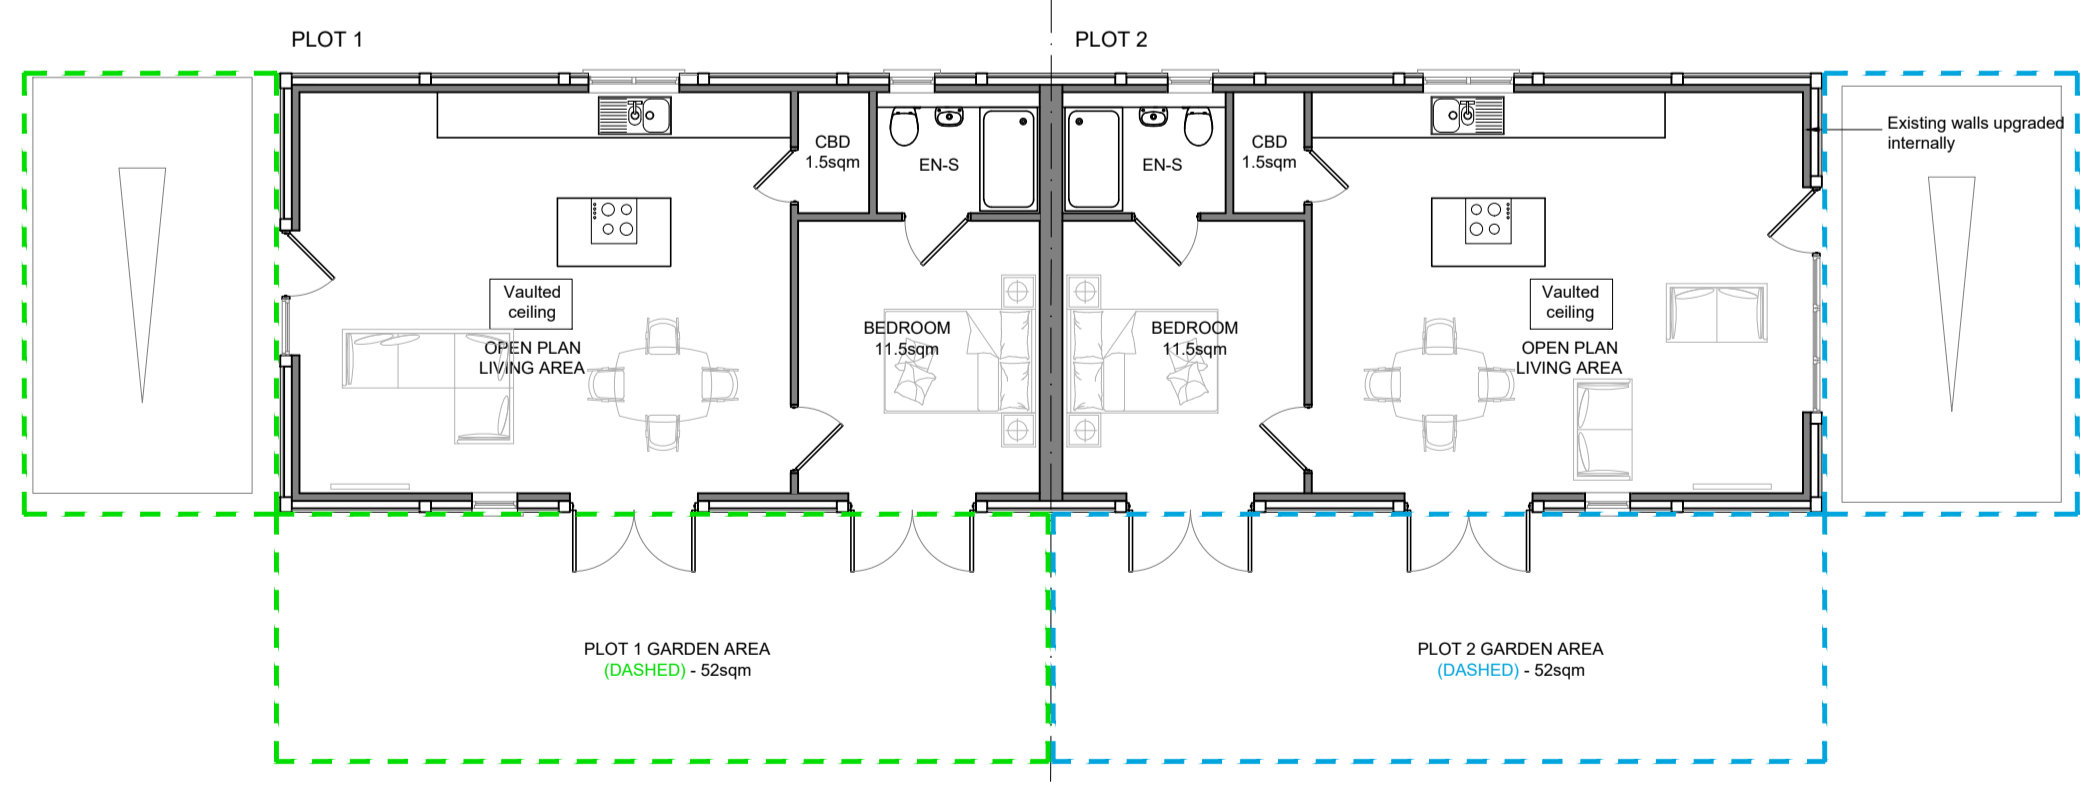 PLOT 1
PLOT 2
Existing walls upgraded
internally
CBD
1.5sqm
EN-S
EN-S
CBD
1.5sqm
Vaulted
ceiling
OPEN PLAN
LIVING AREA
BEDROOM
11.5sqm
BEDROOM
11.5sqm
Vaulted
ceiling
OPEN PLAN
LIVING AREA
PLOT 1 GARDEN AREA
(DASHED) - 52sqm
PLOT 2 GARDEN AREA
(DASHED) - 52sqm